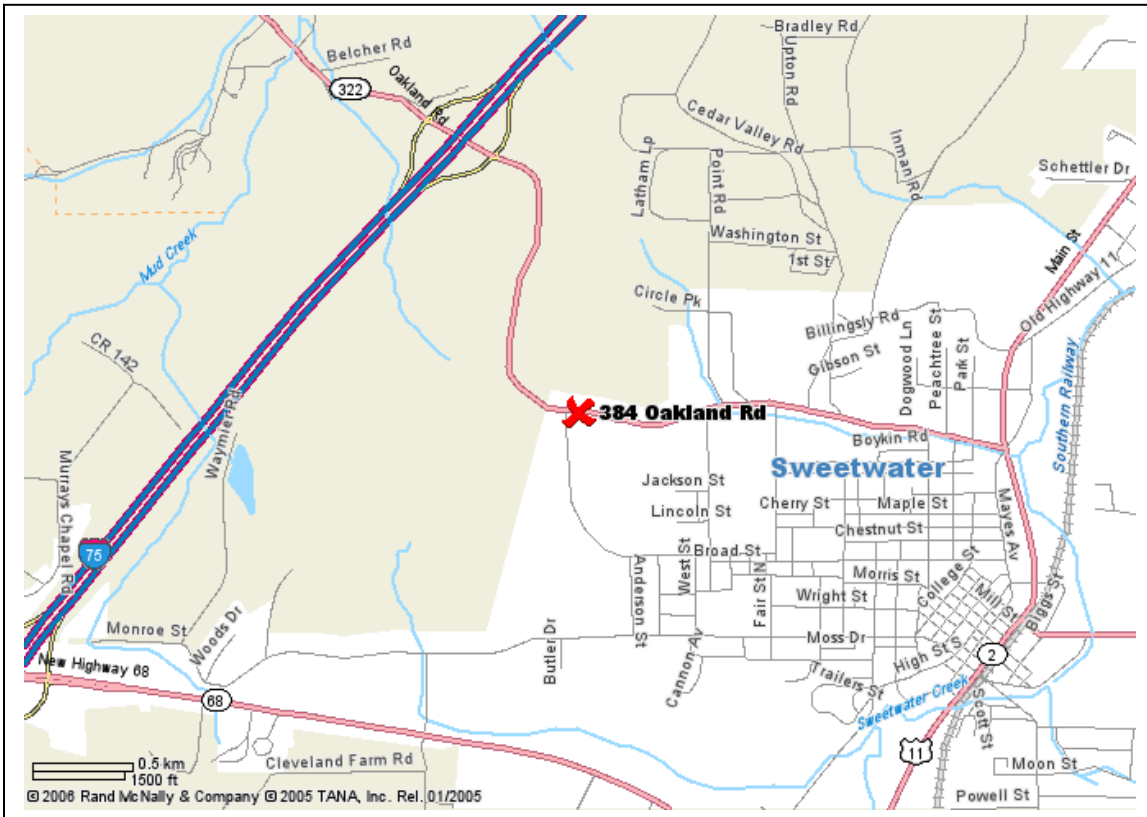 Bradley Rd
Belcher Rd
Upton Rd
322
Oakland Rd
Cedar Valley Rd
Latham Lp
Point Rd
Inman Rd
Schettler Dr
Mud Creek
Washington St
1st St
Main St
Old Highway 11
Circle Pk
Billingsly Rd
Gibson St
Dogwood Ln
Peachtree St
Park St
Southern Railway
CR 142
Waymier Rd
384 Oakland Rd
Boykin Rd
Sweetwater
Murrays Chapel Rd
Jackson St
Cherry St
Maple St
Mayes Av
Lincoln St
Chestnut St
75
Broad St
West St
Anderson St
Fair St N
Morris St
College St
Wright St
Mill St
Biggs St
Monroe St
Woods Dr
Butler Dr
Moss Dr
High St S
2
New Highway 68
Cannon Av
Trailers St
68
Sweetwater Creek
Scott St
11
Cleveland Farm Rd
Moon St
Powell St
0.5 km
1500 ft
© 2006 Rand McNally & Company © 2005 TANA, Inc. Rel. 01/2005